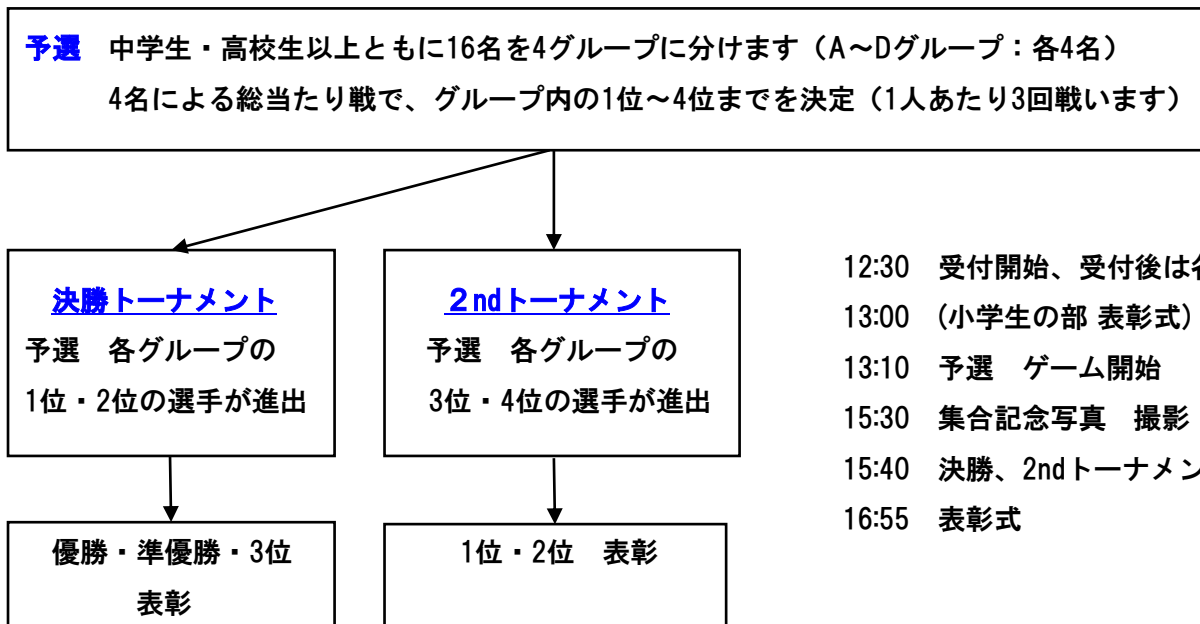 予選 中学生・高校生以上ともに16名を4グループに分けます（A～Dグループ：各4名）
4名による総当たり戦で、グループ内の1位～4位までを決定（1人あたり3回戦います）
決勝トーナメント
予選 各グループの
1位・2位の選手が進出
2ndトーナメント
予選 各グループの
3位・4位の選手が進出
優勝・準優勝・3位
表彰
1位・2位 表彰
12:30 受付開始、受付後は
13:00 (小学生の部 表彰式)
13:10 予選 ゲーム開始
15:30 集合記念写真 撮影
15:40 決勝、2ndトーナメン
16:55 表彰式